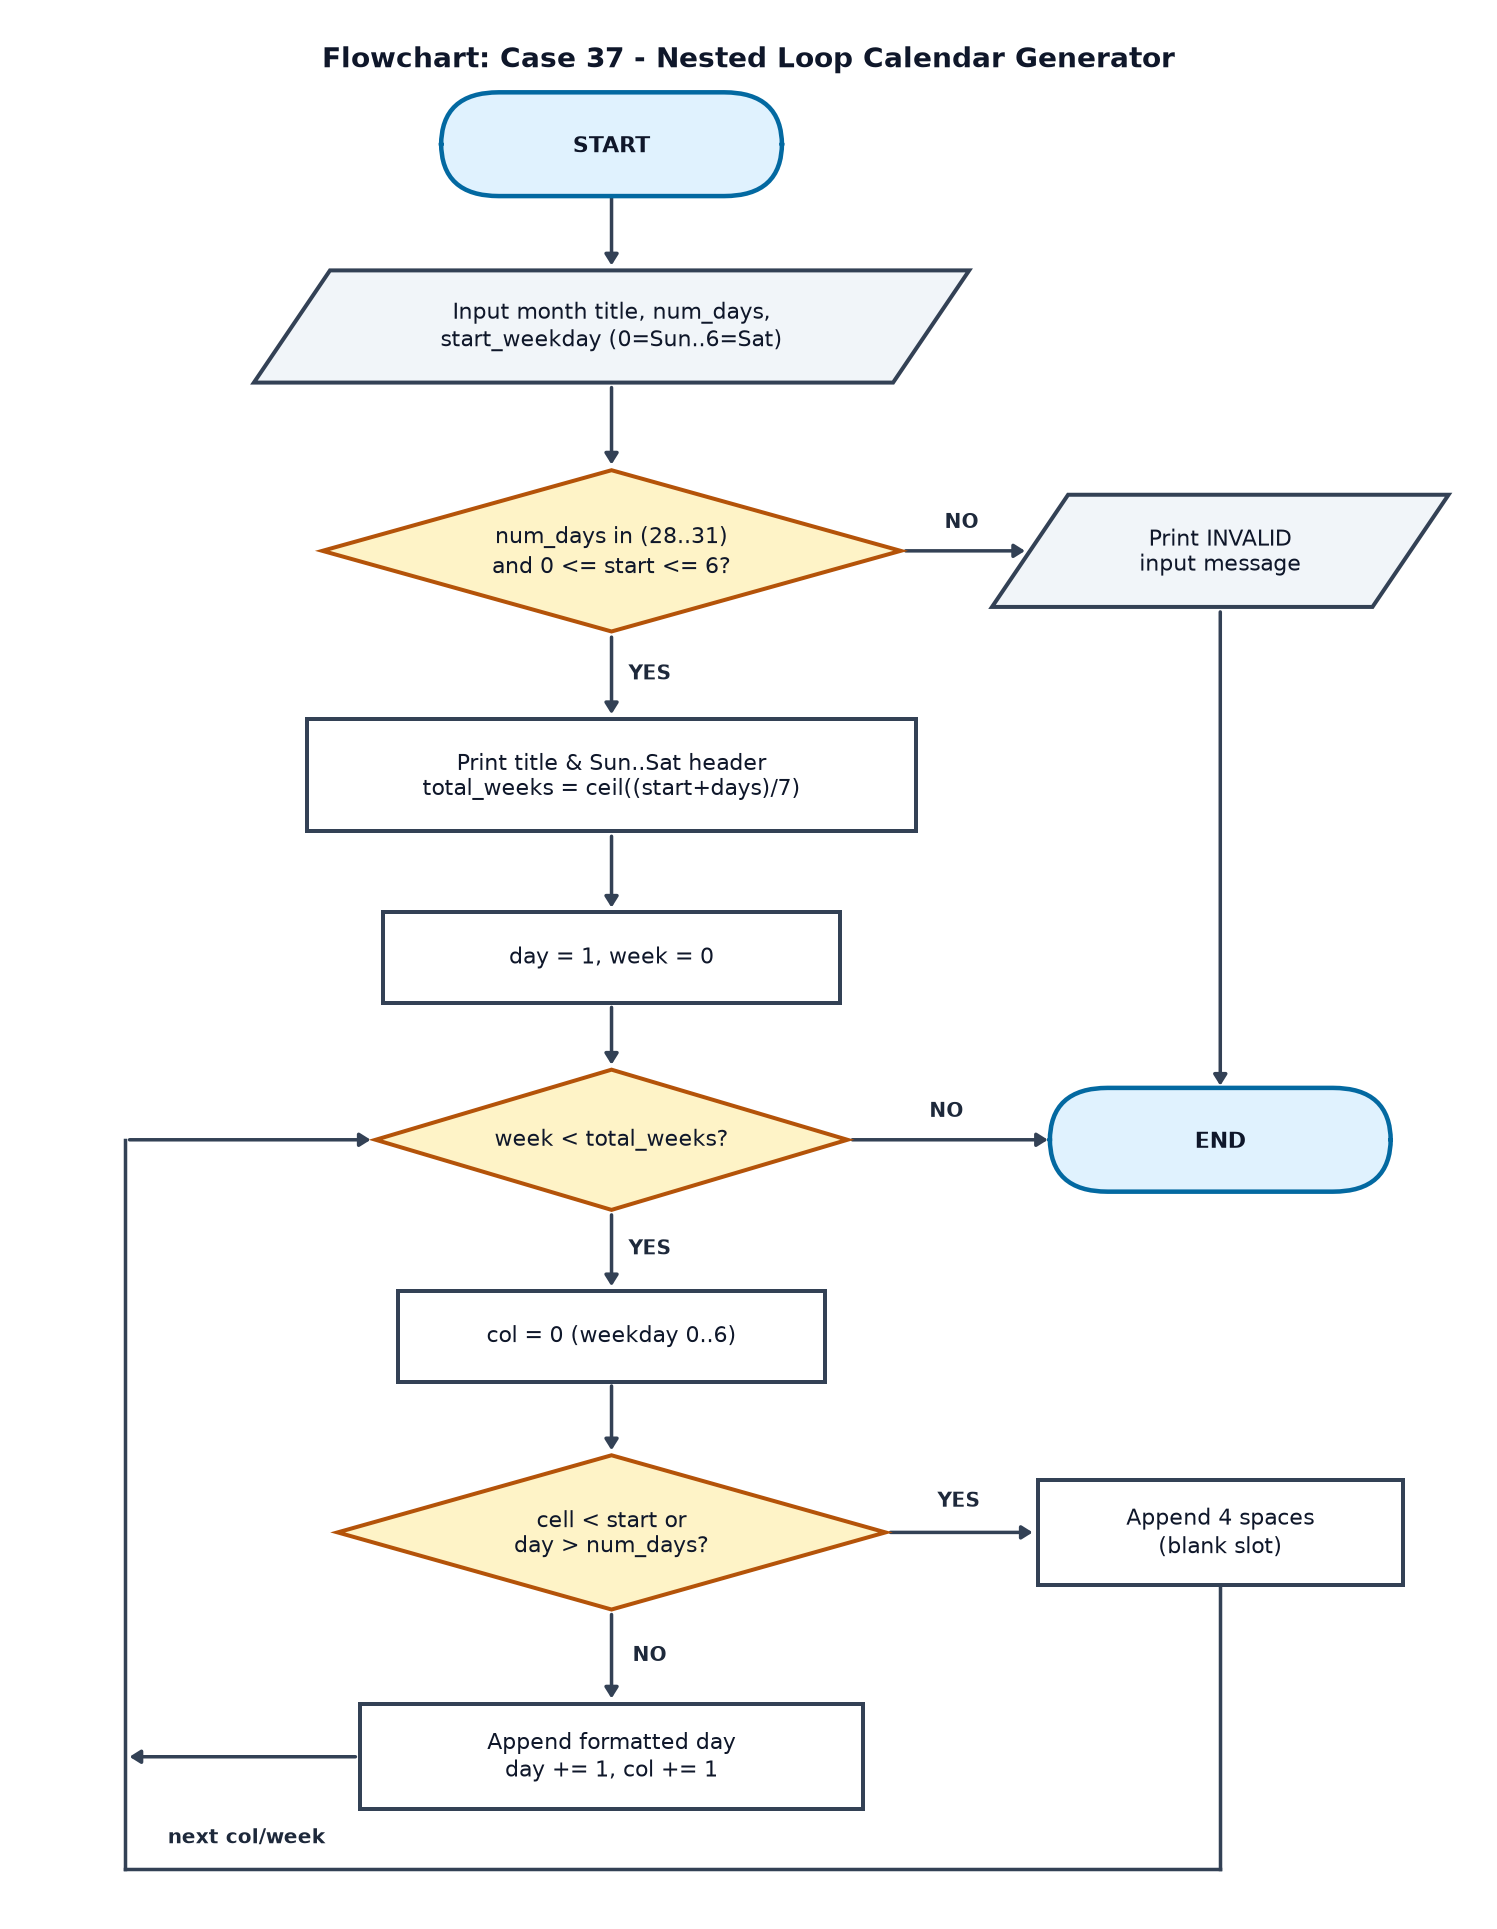 Flowchart: Case 37 - Nested Loop Calendar Generator
START
Input month title, num_days,
start_weekday (0=Sun..6=Sat)
num_days in (28..31)
and 0 <= start <= 6?
NO
Print INVALID
input message
YES
Print title & Sun..Sat header
total_weeks = ceil((start+days)/7)
day = 1, week = 0
week < total_weeks?
NO
END
YES
col = 0 (weekday 0..6)
cell < start or
day > num_days?
YES
Append 4 spaces
(blank slot)
NO
Append formatted day
day += 1, col += 1
next col/week